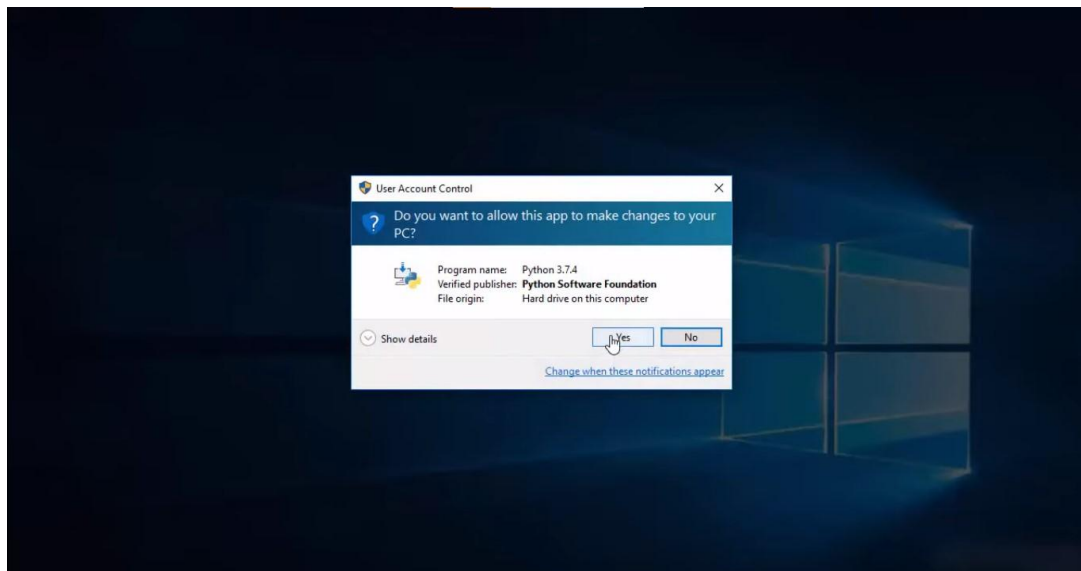 User Account Control
Do you want to allow this app to make changes to your
PC?
Program name: Python 3.7.4
Verified publisher: Python Software Foundation
File origin: Hard drive on this computer
Show details
Yes No
Change when these notifications appear